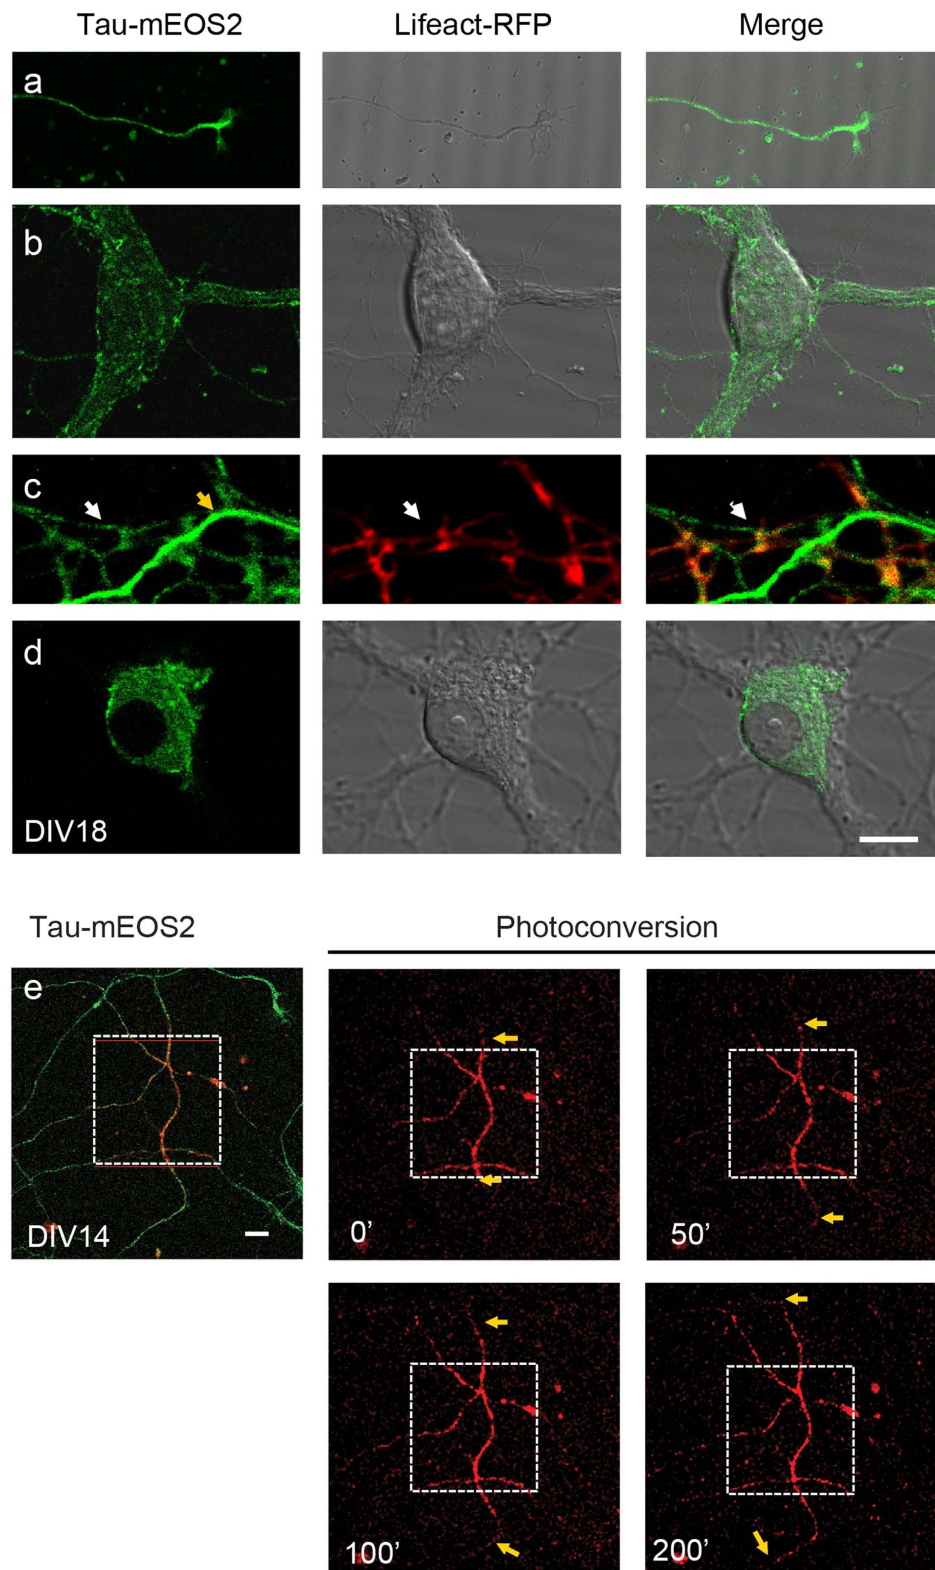 Tau-mEOS2 Lifeact-RFP Merge
a
b
c
d
DIV18
Tau-mEOS2 Photoconversion
e
DIV14
0’
50’
100’
200’